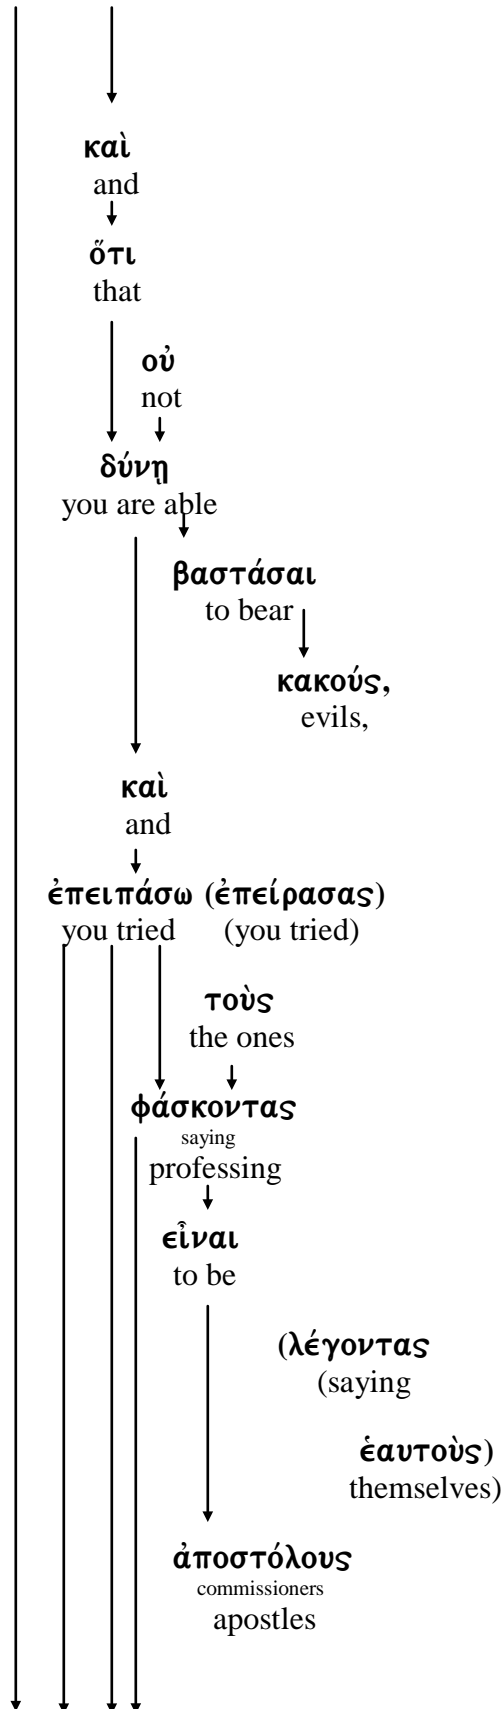 καὶ
and
ὅτι
that
οὐ
not
δύνῃ
you are able
βαστάσαι
to bear
κακούς,
evils,
καὶ
and
ἐπειπάσω (ἐπείρασας)
you tried (you tried)
τοὺς
the ones
φάσκοντας
saying
professing
εἶναι
to be
(λέγοντας
(saying
ἑαυτοὺς)
themselves)
ἀποστόλους
commissioners
apostles